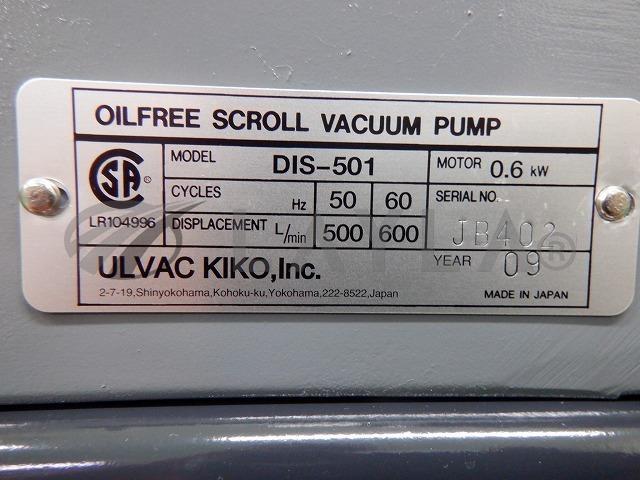 OILFREE SCROLL VACUUM PUMP
CSA ®
LR104996
MODEL DIS-501 MOTOR 0.6 kW
CYCLES Hz 50 60 SERIAL NO. JB402
DISPLACEMENT L/min 500 600
ULVAC KIKO,Inc. YEAR 09
2-7-19,Shinyokohama,Kohoku-ku,Yokohama,222-8522,Japan MADE IN JAPAN